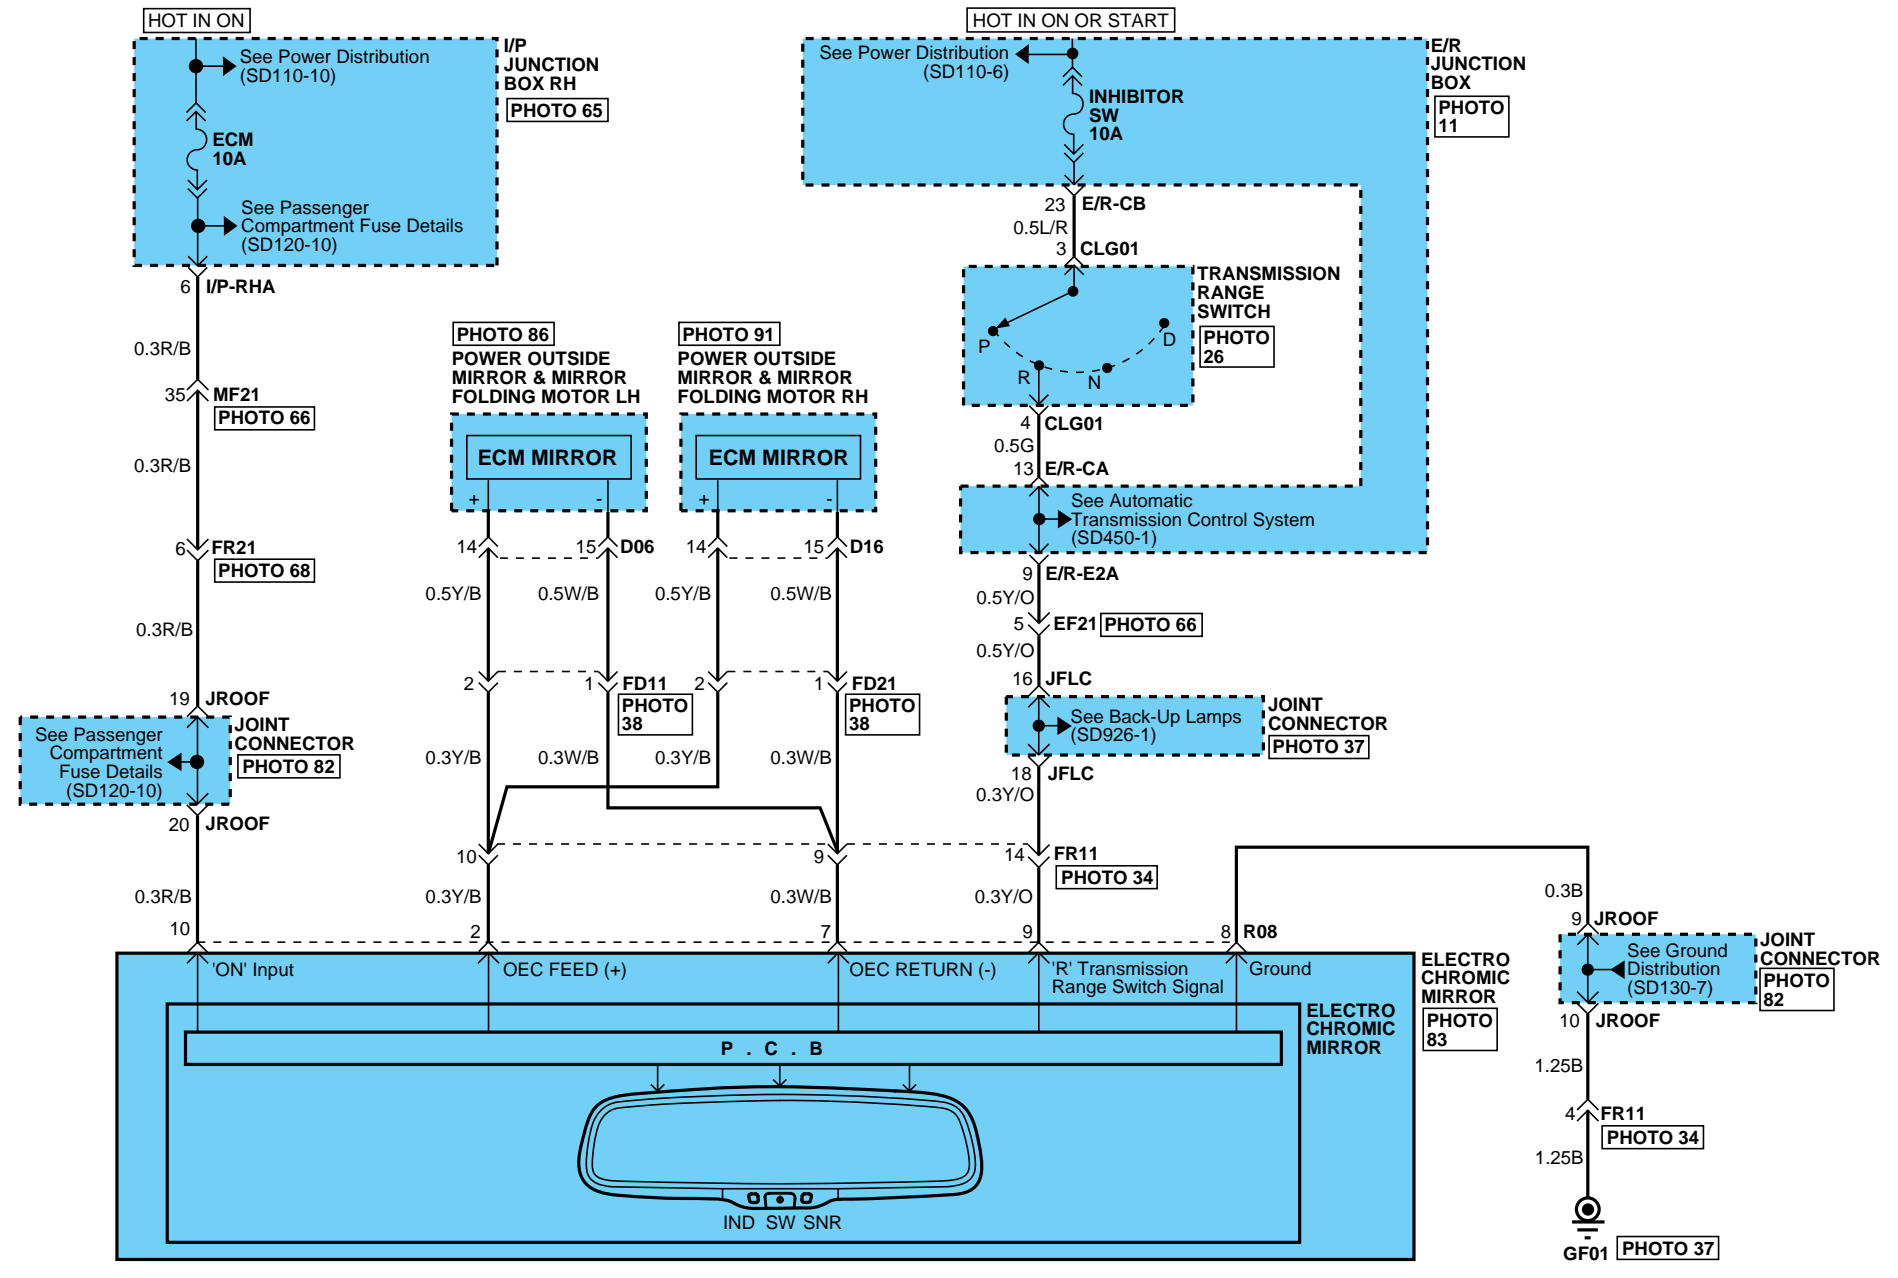 HOT IN ON
See Power Distribution
(SD110-10)
ECM
10A
See Passenger
Compartment Fuse Details
(SD120-10)
I/P
JUNCTION
BOX RH
PHOTO 65
6
I/P-RHA
0.3R/B
35
MF21
PHOTO 66
0.3R/B
6
FR21
PHOTO 68
0.3R/B
19
JROOF
See Passenger
Compartment
Fuse Details
(SD120-10)
JOINT
CONNECTOR
PHOTO 82
20
JROOF
0.3R/B
10
PHOTO 86
POWER OUTSIDE
MIRROR & MIRROR
FOLDING MOTOR LH
ECM MIRROR
+
-
14
15
D06
0.5Y/B
0.5W/B
2
1
FD11
PHOTO
38
0.3Y/B
0.3W/B
PHOTO 91
POWER OUTSIDE
MIRROR & MIRROR
FOLDING MOTOR RH
ECM MIRROR
+
-
14
15
D16
0.5Y/B
0.5W/B
2
1
FD21
PHOTO
38
0.3Y/B
0.3W/B
10
9
0.3Y/B
0.3W/B
2
7
HOT IN ON OR START
See Power Distribution
(SD110-6)
INHIBITOR
SW
10A
E/R
JUNCTION
BOX
PHOTO
11
23
E/R-CB
0.5L/R
3
CLG01
TRANSMISSION
RANGE
SWITCH
PHOTO
26
P
R
N
D
4
CLG01
0.5G
13
E/R-CA
See Automatic
Transmission Control System
(SD450-1)
9
E/R-E2A
0.5Y/O
5
EF21
PHOTO 66
0.5Y/O
16
JFLC
See Back-Up Lamps
(SD926-1)
JOINT
CONNECTOR
PHOTO 37
18
JFLC
0.3Y/O
14
FR11
PHOTO 34
0.3Y/O
9
8
R08
0.3B
9
JROOF
See Ground
Distribution
(SD130-7)
JOINT
CONNECTOR
PHOTO
82
10
JROOF
1.25B
4
FR11
PHOTO 34
1.25B
GF01
PHOTO 37
'ON' Input
OEC FEED (+)
OEC RETURN (-)
'R' Transmission
Range Switch Signal
Ground
ELECTRO
CHROMIC
MIRROR
PHOTO
83
ELECTRO
CHROMIC
MIRROR
P . C . B
IND SW SNR